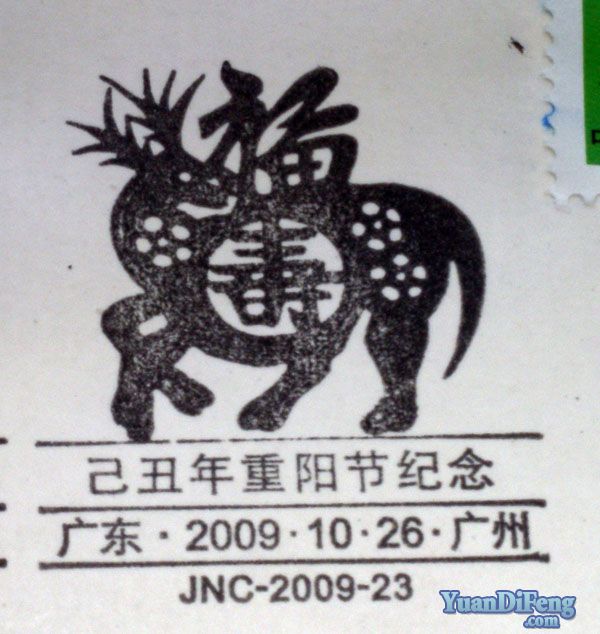 福
寿
己丑年重阳节纪念
广东·2009·10·26·广州
JNC-2009-23
YuanDiFeng
.com